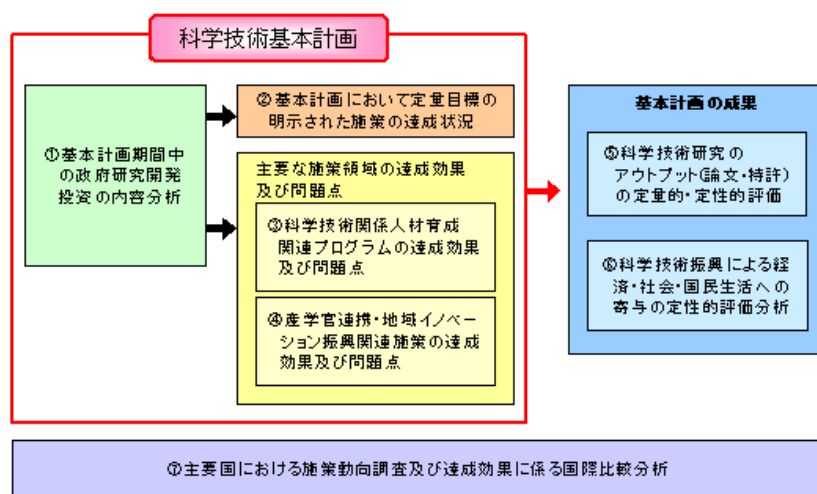 科学技術基本計画
①基本計画期間中
の政府研究開発
投資の内容分析
②基本計画において定量目標の
明示された施策の達成状況
主要な施策領域の達成効果
及び問題点
③科学技術関係人材育成
関連プログラムの達成効果
及び問題点
④産学官連携・地域イノベー
ション振興関連施策の達成
効果及び問題点
基本計画の成果
⑤科学技術研究の
アウトプット(論文・特許)
の定量的・定性的評価
⑥科学技術振興による経
済・社会・国民生活への
寄与の定性的評価分析
⑦主要国における施策動向調査及び達成効果に係る国際比較分析